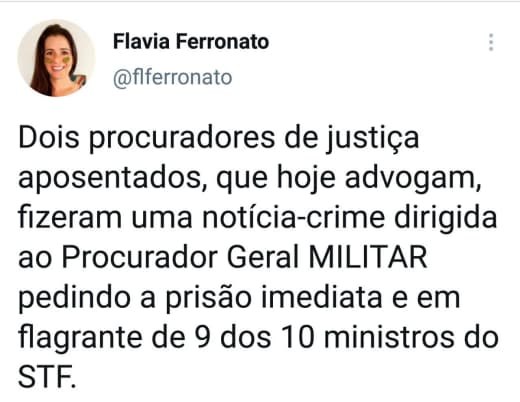 Flavia Ferronato
@flferronato
Dois procuradores de justiça
aposentados, que hoje advogam,
fizeram uma notícia-crime dirigida
ao Procurador Geral MILITAR
pedindo a prisão imediata e em
flagrante de 9 dos 10 ministros do
STF.